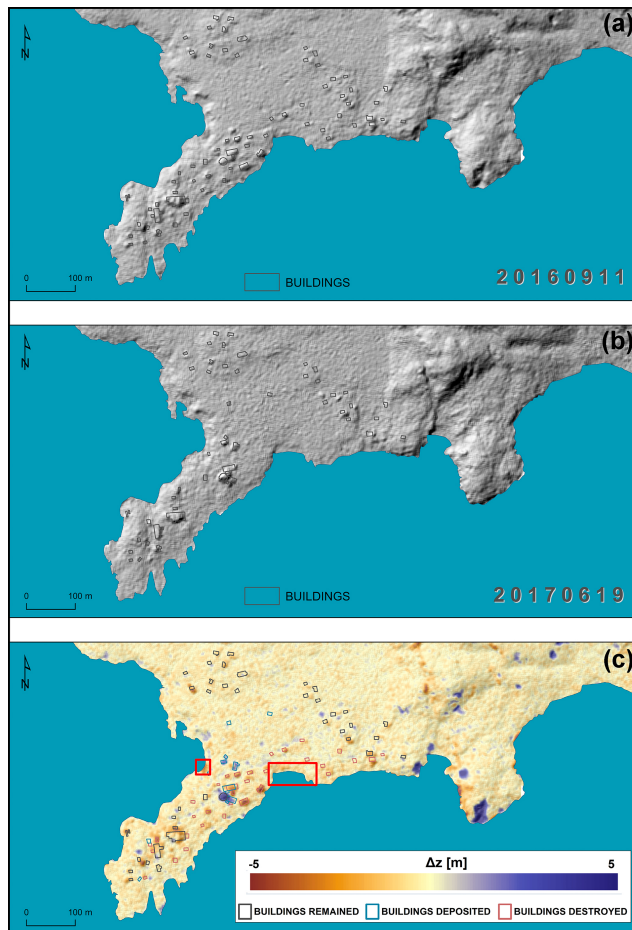 (a)
N
0 100 m
BUILDINGS
20160911
(b)
N
0 100 m
BUILDINGS
20170619
(c)
N
Δz [m]
-5 5
BUILDINGS REMAINED BUILDINGS DEPOSITED BUILDINGS DESTROYED
0 100 m